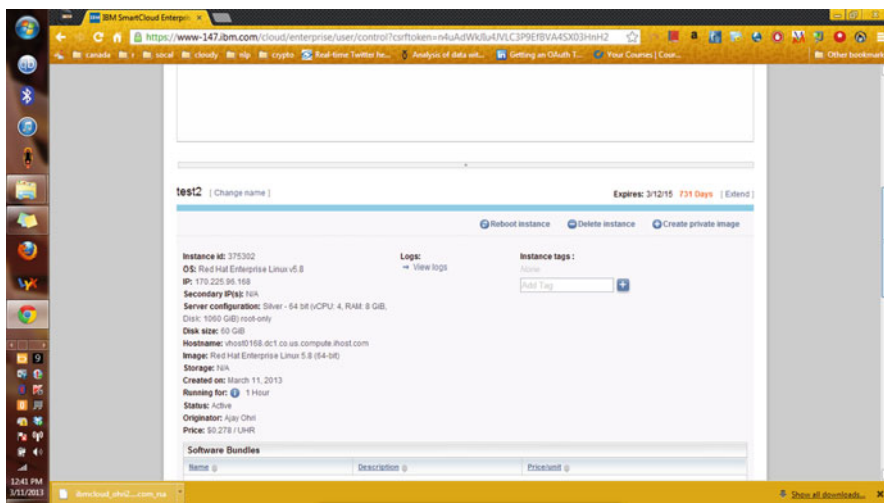 IBM SmartCloud Enterpri
https://www-147.ibm.com/cloud/enterprise/user/control?csrftoken=
canada
social
cloudy
nlp
crypto
Real-time Twitter he...
Analysis of data wit...
Getting an OAuth T...
Your Courses | Cour...
Other bookmark
test2 [ Change name ]
Expires: 3/12/15 731 Days [ Extend ]
Reboot instance Delete instance Create private image
Instance id: 375302
OS: Red Hat Enterprise Linux v5.8
IP: 170.225.96.168
Secondary IP(s): N/A
Server configuration: Silver - 64 bit (vCPU: 4, RAM: 8 GiB,
Disk: 1060 GiB) root-only
Disk size: 60 GiB
Hostname: vhost0168.dc1.co.us.compute.ihost.com
Image: Red Hat Enterprise Linux 5.8 (64-bit)
Storage: N/A
Created on: March 11, 2013
Running for: 1 Hour
Status: Active
Originator: Ajay Ohri
Price: $0.278 / UHR
Logs:
View logs
Instance tags :
None
Add Tag
Software Bundles
Name Description Price/unit
12:41 PM
3/11/2013
Show all downloads...